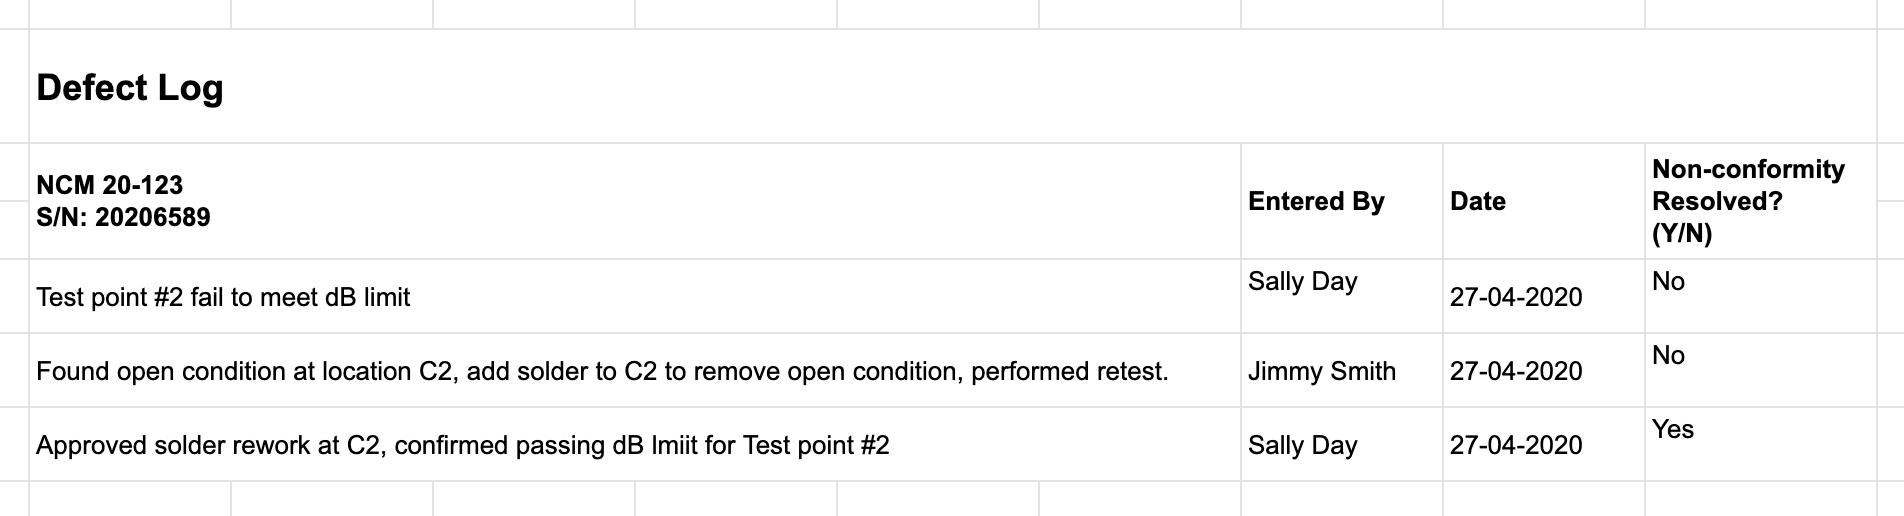 Defect Log
NCM 20-123
S/N: 20206589
Entered By
Date
Non-conformity
Resolved?
(Y/N)
Test point #2 fail to meet dB limit
Sally Day
27-04-2020
No
Found open condition at location C2, add solder to C2 to remove open condition, performed retest.
Jimmy Smith
27-04-2020
No
Approved solder rework at C2, confirmed passing dB lmiit for Test point #2
Sally Day
27-04-2020
Yes